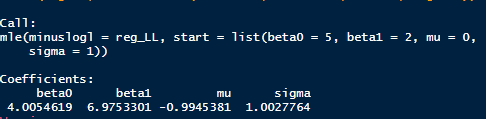 Call:
mle(minuslogl = reg_LL, start = list(beta0 = 5, beta1 = 2, mu = 0,
sigma = 1))
Coefficients:
beta0 beta1 mu sigma
4.0054619 6.9753301 -0.9945381 1.0027764